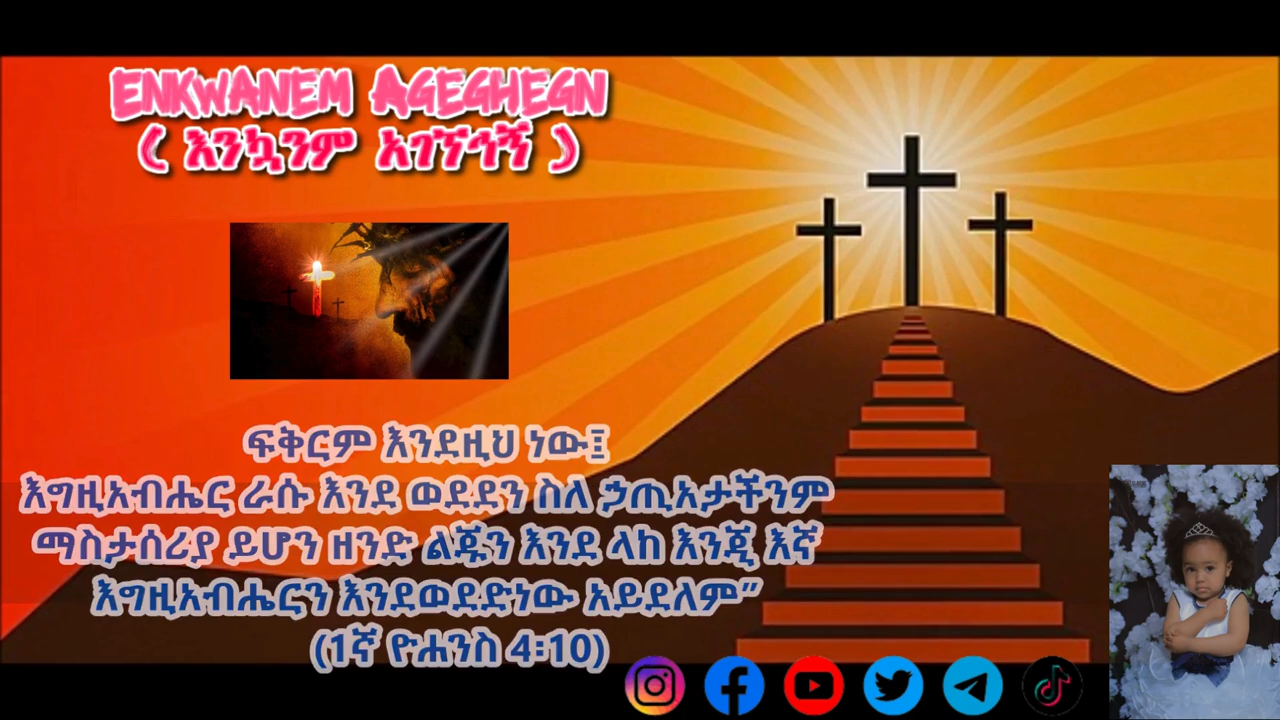 ENKWANEM AGEGHEGN
( እንኳንም አገኘኅኝ )
ፍቅርም እንደዚህ ነው፤
እግዚአብሔር ራሱ እንደ ወደደን ስለ ኃጢአታችንም
ማስታሰሪያ ይሆን ዘንድ ልጁን እንደ ላከ እንጂ እኛ
እግዚአብሔርን እንደወደድነው አይደለም”
(1ኛ ዮሐንስ 4፡10)